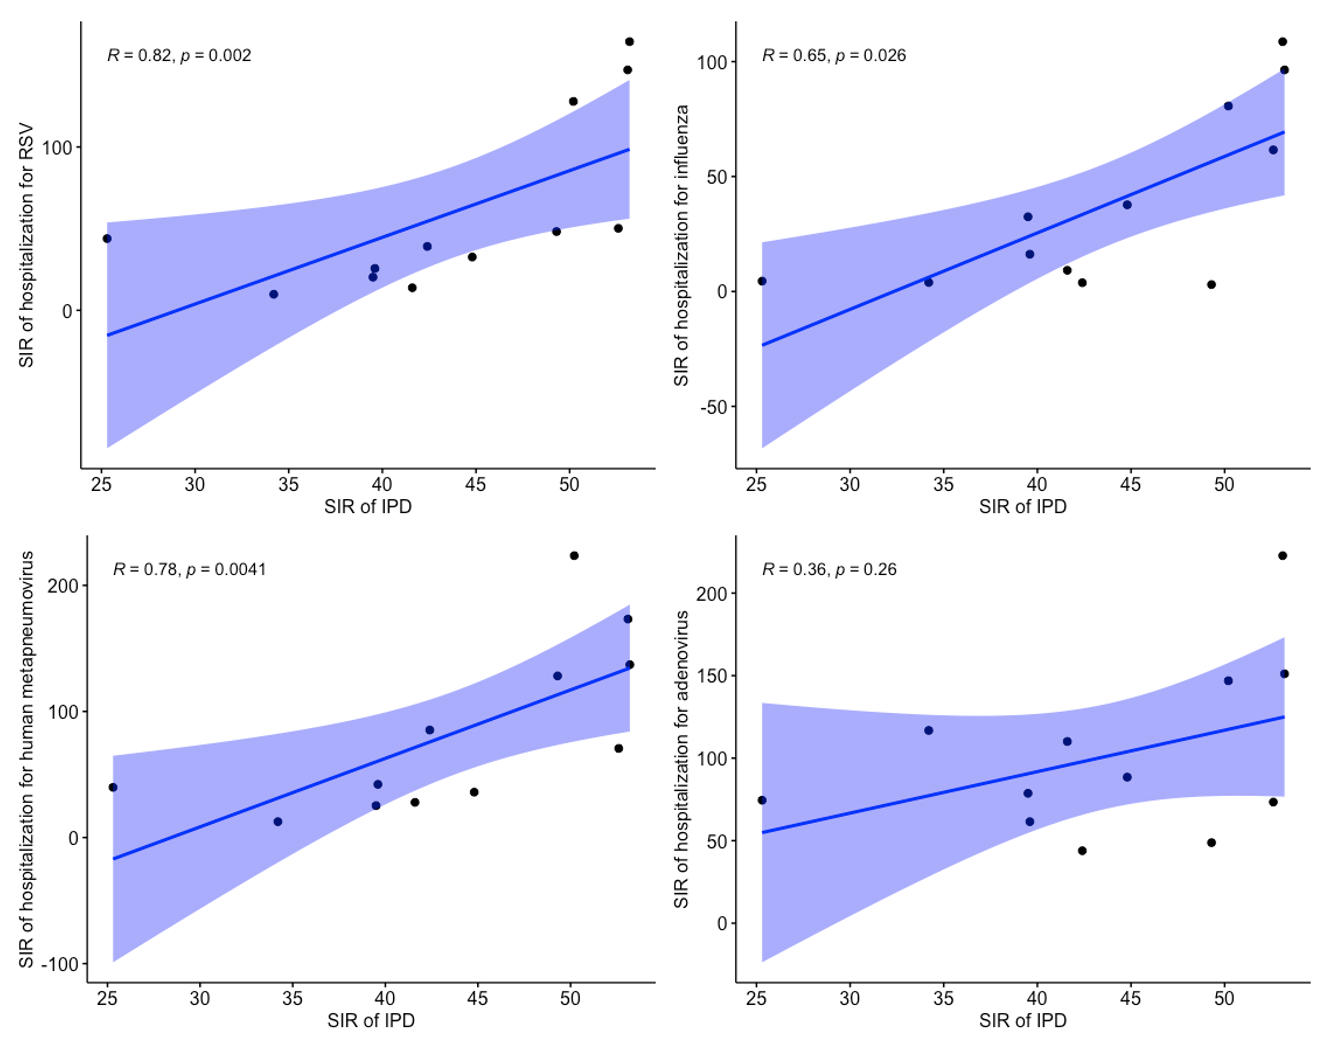 R = 0.82, p = 0.002
SIR of hospitalization for RSV
100
0
25 30 35 40 45 50
SIR of IPD
R = 0.65, p = 0.026
SIR of hospitalization for influenza
100
50
0
-50
25 30 35 40 45 50
SIR of IPD
R = 0.78, p = 0.0041
SIR of hospitalization for human metapneumovirus
200
100
0
-100
25 30 35 40 45 50
SIR of IPD
R = 0.36, p = 0.26
SIR of hospitalization for adenovirus
200
150
100
50
0
25 30 35 40 45 50
SIR of IPD